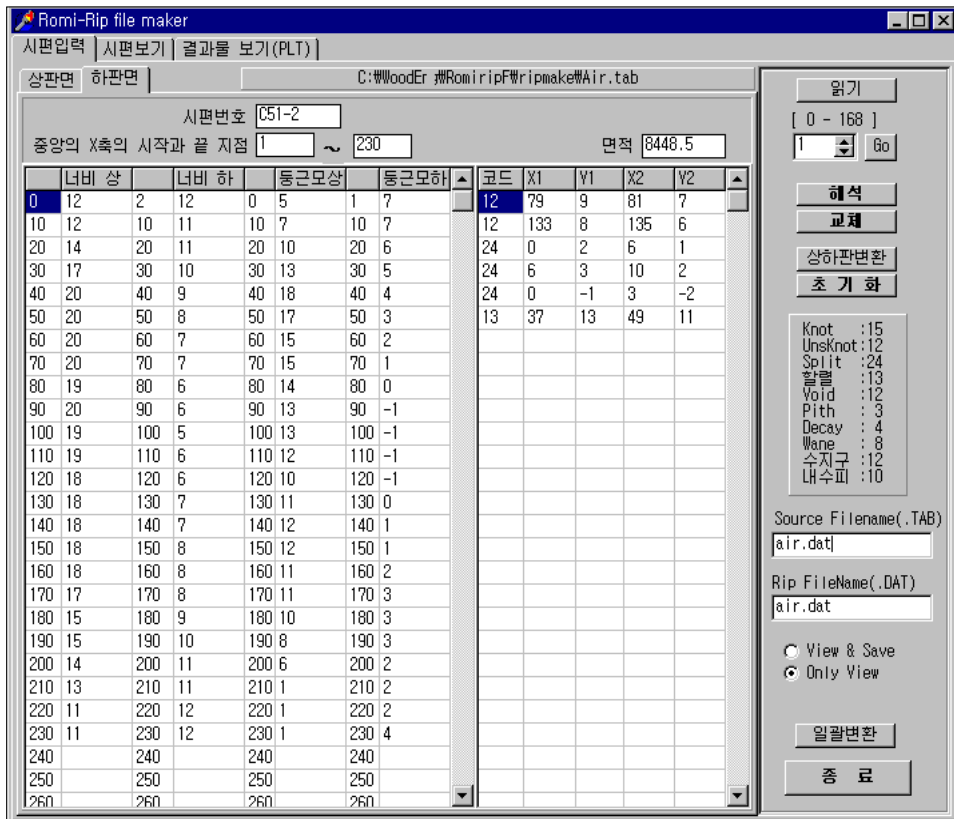 Romi-Rip file maker
시편입력 시편보기 결과물 보기(PLT)
상판면 하판면 C:₩WoodEr ₩RomiripF₩ripmake₩Air.tab
시편번호 C51-2
중앙의 X축의 시작과 끝 지점 1 ~ 230 면적 8448.5
너비 상 너비 하 둥근모상 둥근모하
0 12 2 12 0 5 1 7
10 12 10 11 10 7 10 7
20 14 20 11 20 10 20 6
30 17 30 10 30 13 30 5
40 20 40 9 40 18 40 4
50 20 50 8 50 17 50 3
60 20 60 7 60 15 60 2
70 20 70 7 70 15 70 1
80 19 80 6 80 14 80 0
90 20 90 6 90 13 90 -1
100 19 100 5 100 13 100 -1
110 19 110 6 110 12 110 -1
120 18 120 6 120 10 120 -1
130 18 130 7 130 11 130 0
140 18 140 7 140 12 140 1
150 18 150 8 150 12 150 1
160 18 160 8 160 11 160 2
170 17 170 8 170 11 170 3
180 15 180 9 180 10 180 3
190 15 190 10 190 8 190 3
200 14 200 11 200 6 200 2
210 13 210 11 210 1 210 2
220 11 220 12 220 1 220 2
230 11 230 12 230 1 230 4
240 240 240 240
250 250 250 250
260 260 260 260
코드 X1 Y1 X2 Y2
12 79 9 81 7
12 133 8 135 6
24 0 2 6 1
24 6 3 10 2
24 0 -1 3 -2
13 37 13 49 11
읽기
[ 0 - 168 ]
1 Go
해석
교체
상하판변환
초 기 화
Knot :15
UnsKnot:12
Split :24
할렬 :13
Void :12
Pith : 3
Decay : 4
Wane : 8
수지구 :12
내수피 :10
Source Filename(.TAB)
air.dat
Rip FileName(.DAT)
air.dat
View & Save
Only View
일괄변환
종 료